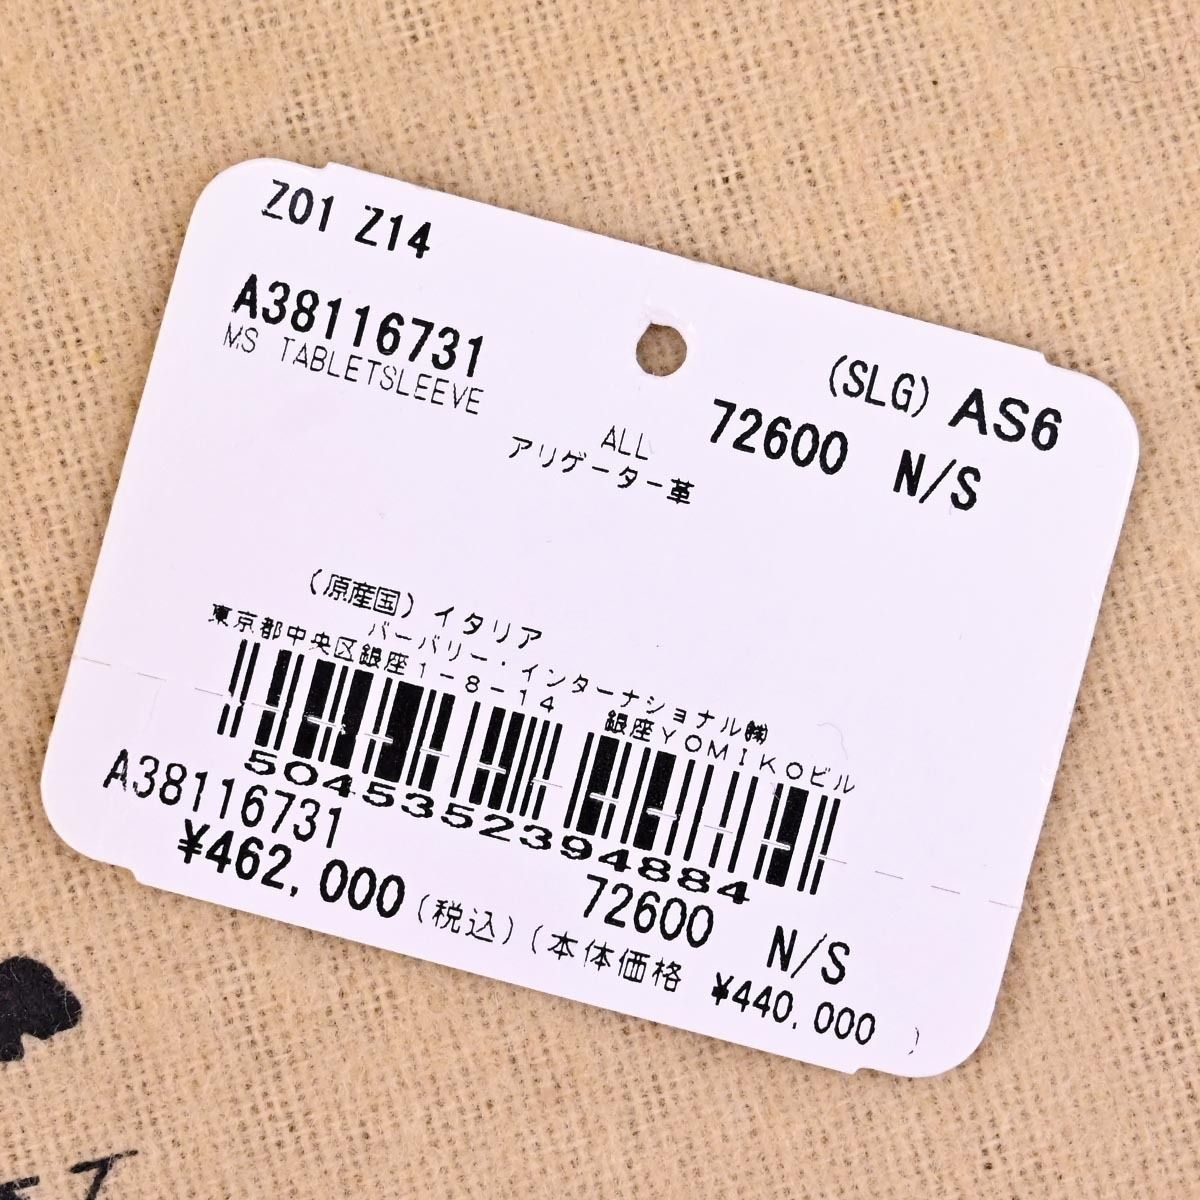 Z01 Z14
A38116731
MS TABLETSLEEVE
(SLG) AS6
72600 N/S
ALL
アリゲーター革
(原産国) イタリア
バーバリー・インターナショナル㈱
東京都中央区銀座1-8-14 銀座YOMIKOビル
5045352394884
A38116731 72600 N/S
¥462,000 (税込) (本体価格 ¥440,000 )